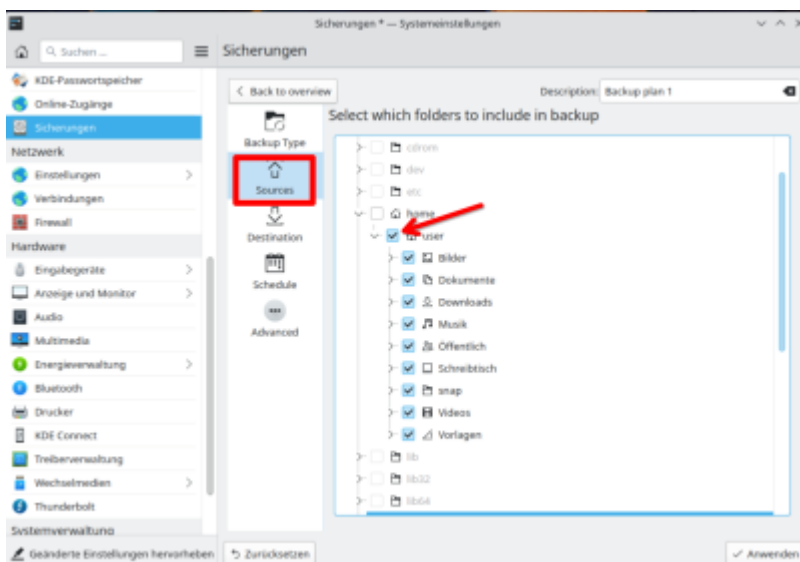 Sicherungen * — Systemeinstellungen
Suchen ...
Sicherungen
KDE-Passwortspeicher
Online-Zugänge
Sicherungen
Netzwerk
Einstellungen
Verbindungen
Firewall
Hardware
Eingabegeräte
Anzeige und Monitor
Audio
Multimedia
Energieverwaltung
Bluetooth
Drucker
KDE Connect
Treiberverwaltung
Wechselmedien
Thunderbolt
Systemverwaltung
Geänderte Einstellungen hervorheben
Back to overview
Description: Backup plan 1
Backup Type
Sources
Destination
Schedule
Advanced
Select which folders to include in backup
cdrom
dev
etc
home
user
Bilder
Dokumente
Downloads
Musik
Öffentlich
Schreibtisch
snap
Videos
Vorlagen
lib
lib32
lib64
Zurücksetzen
Anwenden